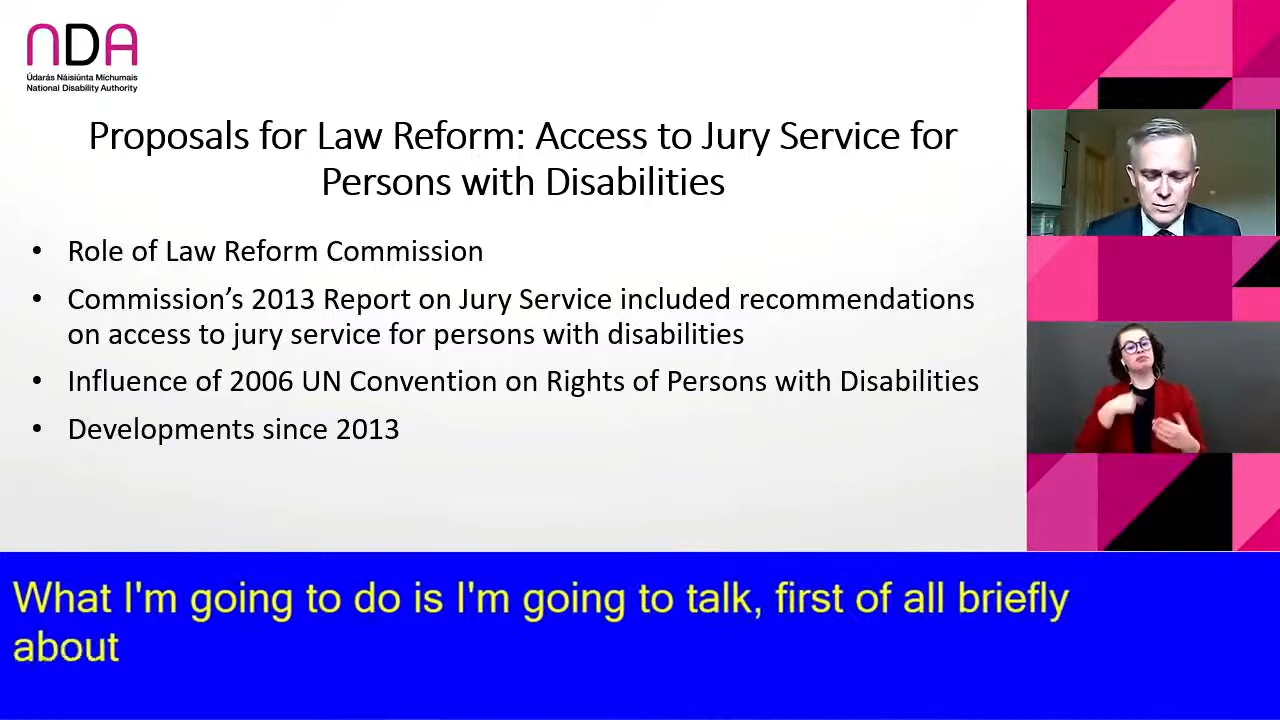 NDA
Údarás Náisiúnta Míchumais
National Disability Authority
Proposals for Law Reform: Access to Jury Service for
Persons with Disabilities
• Role of Law Reform Commission
• Commission’s 2013 Report on Jury Service included recommendations
on access to jury service for persons with disabilities
• Influence of 2006 UN Convention on Rights of Persons with Disabilities
• Developments since 2013
What I'm going to do is I'm going to talk, first of all briefly
about